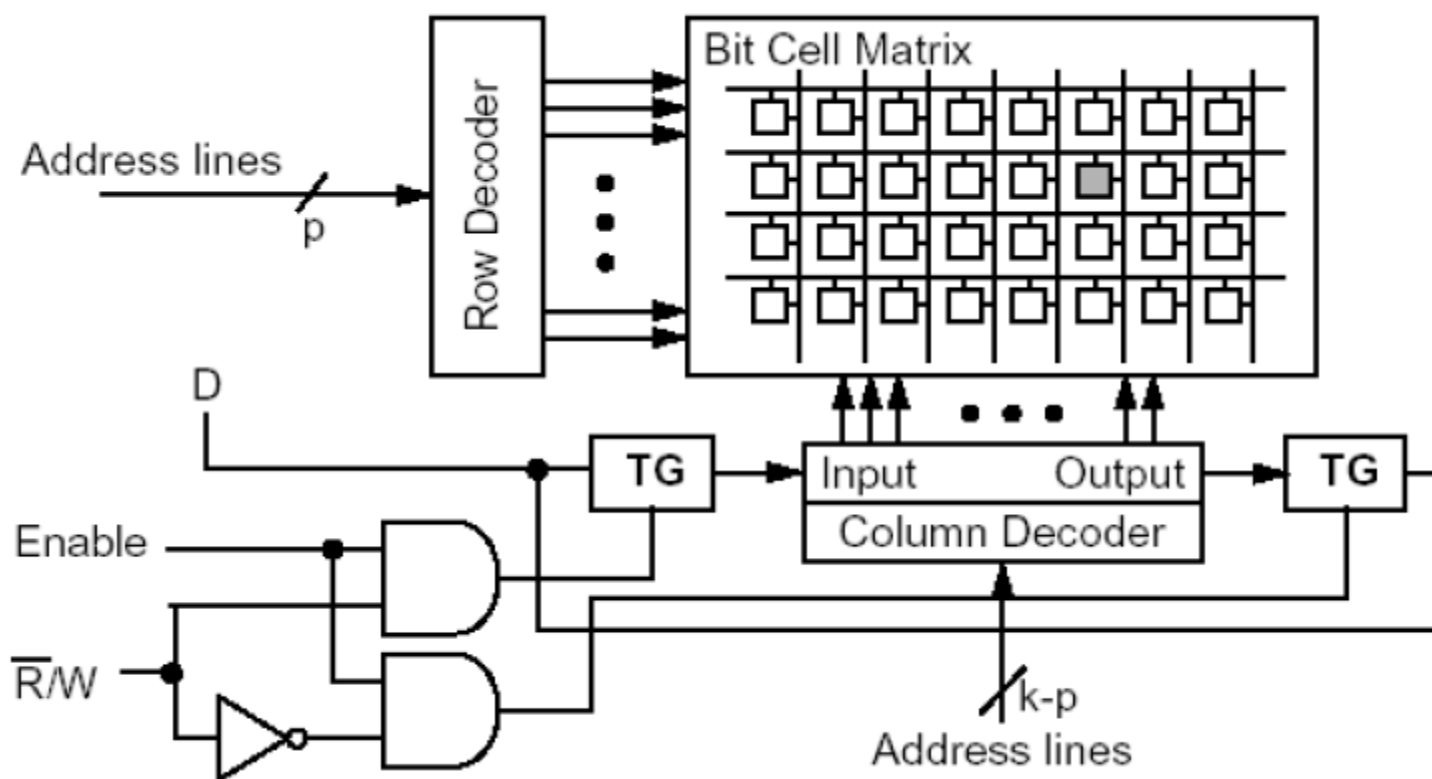 Bit Cell Matrix
Row Decoder
Address lines
p
D
TG
Input
Output
TG
Column Decoder
Enable
R̅/W
k-p
Address lines